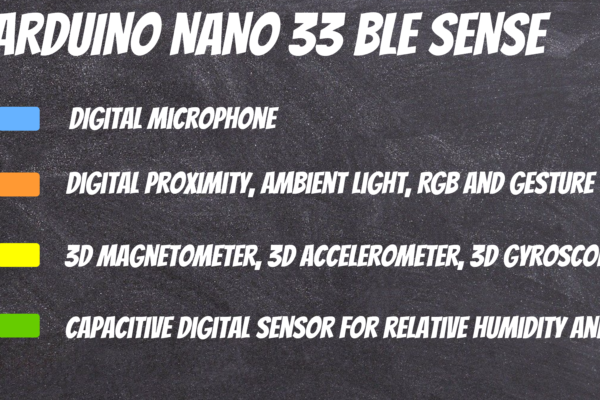 ARDUINO NANO 33 BLE SENSE
DIGITAL MICROPHONE
DIGITAL PROXIMITY, AMBIENT LIGHT, RGB AND GESTURE
3D MAGNETOMETER, 3D ACCELEROMETER, 3D GYROSCO
CAPACITIVE DIGITAL SENSOR FOR RELATIVE HUMIDITY AN